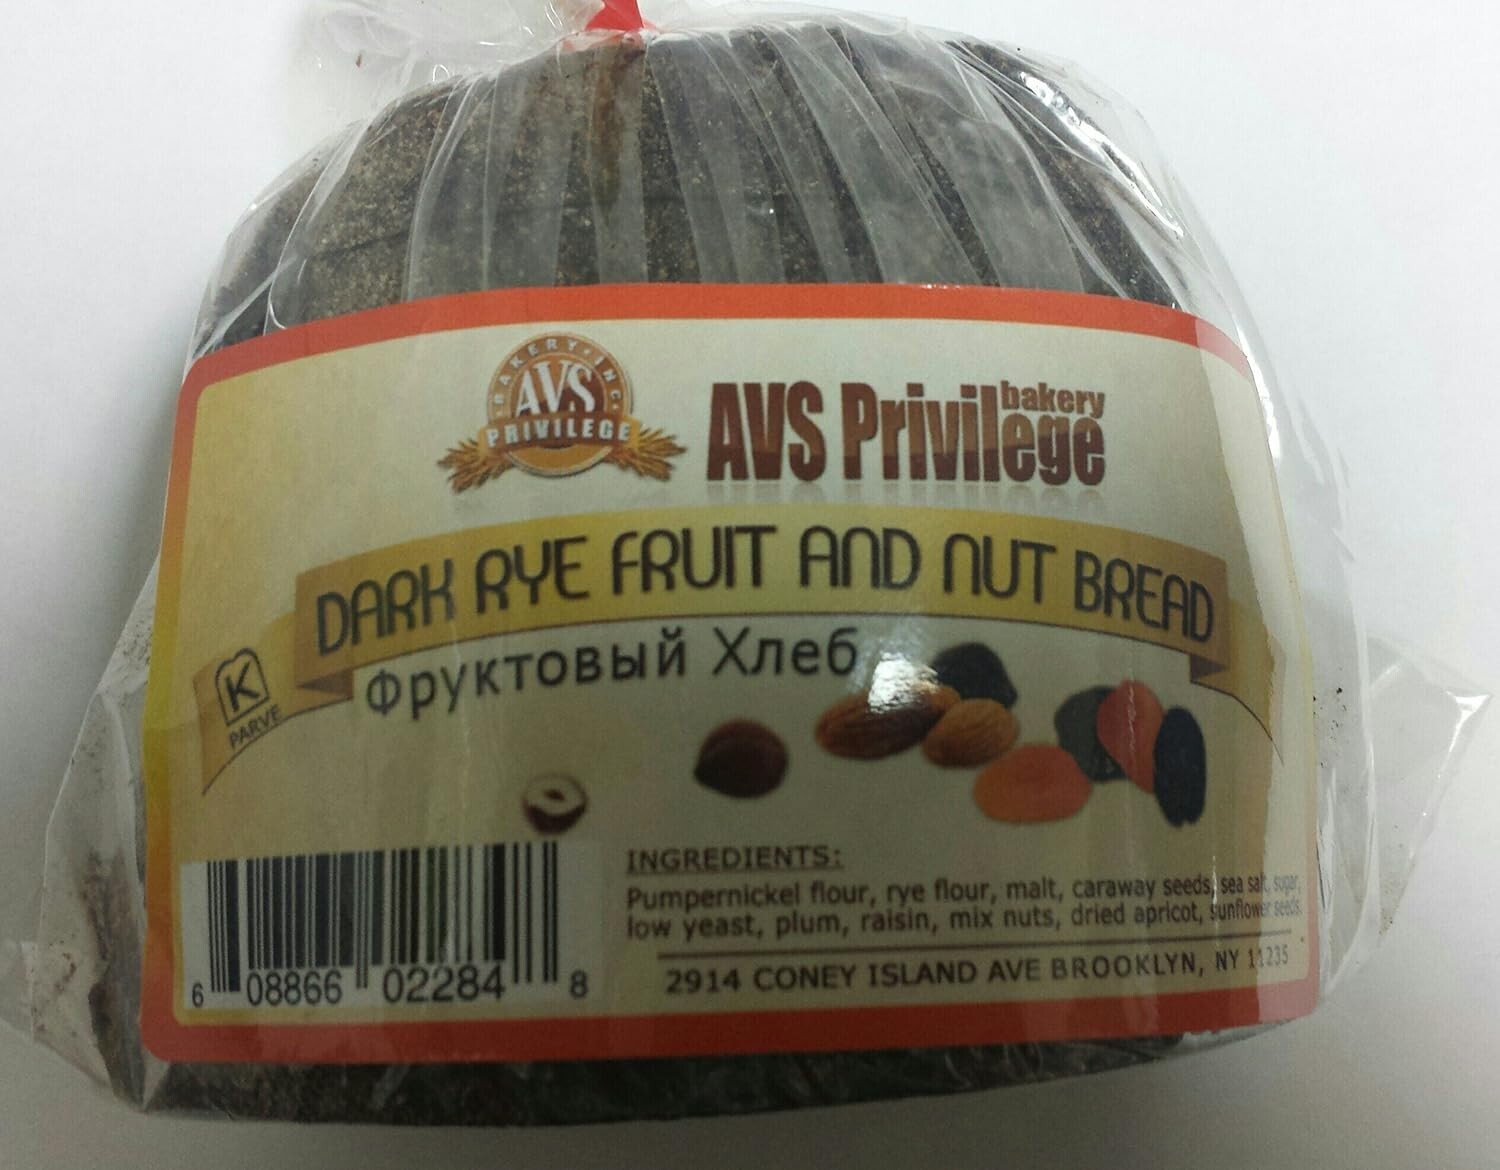 BAKERY INC
AVS
PRIVILEGE
AVS Privilege
bakery
DARK RYE FRUIT AND NUT BREAD
Фруктовый Хлеб
K
PARVE
INGREDIENTS:
Pumpernickel flour, rye flour, malt, caraway seeds, sea salt, sugar,
low yeast, plum, raisin, mix nuts, dried apricot, sunflower seeds.
2914 CONEY ISLAND AVE BROOKLYN, NY 11235
6 08866 02284 8